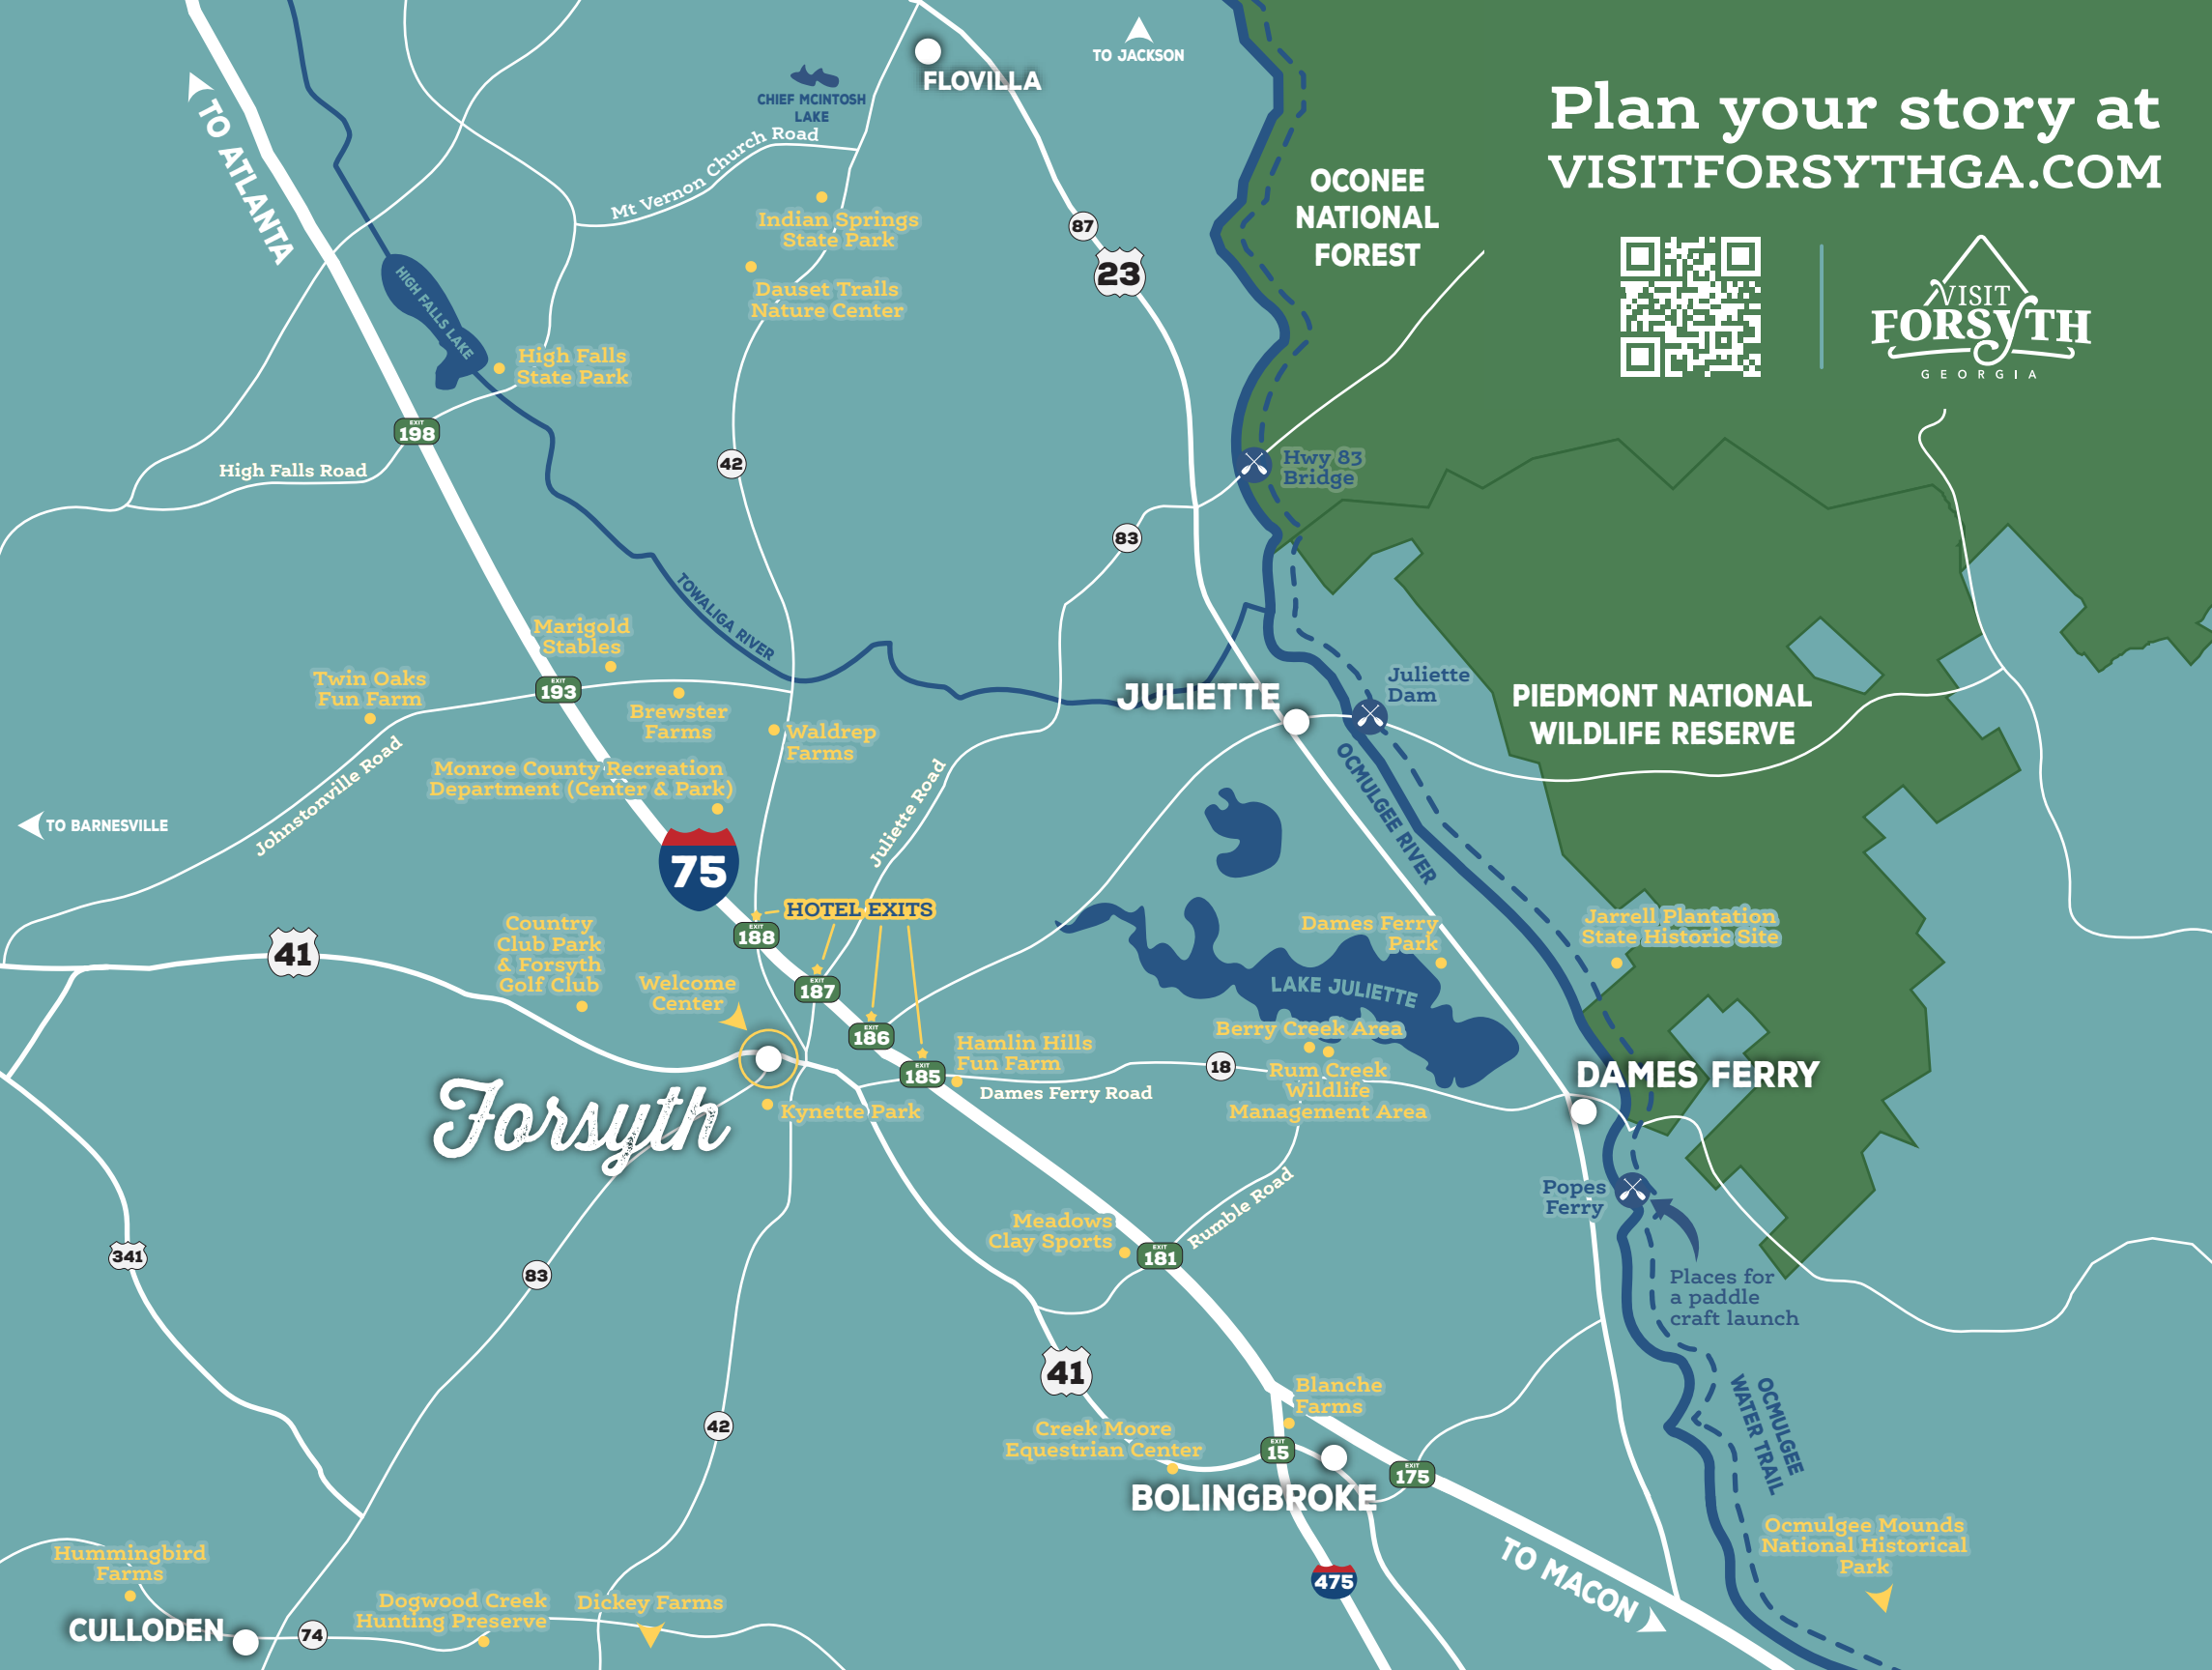 Plan your story at
VISITFORSYTHGA.COM
VISIT
FORSYTH
GEORGIA
TO JACKSON
FLOVILLA
CHIEF MCINTOSH
LAKE
Mt Vernon Church Road
TO ATLANTA
OCONEE
NATIONAL
FOREST
Indian Springs
State Park
87
23
Dauset Trails
Nature Center
HIGH FALLS LAKE
High Falls
State Park
EXIT
198
High Falls Road
42
Hwy 83
Bridge
83
TOWALIGA RIVER
Marigold
Stables
Twin Oaks
Fun Farm
EXIT
193
Brewster
Farms
Waldrep
Farms
JULIETTE
Juliette
Dam
PIEDMONT NATIONAL
WILDLIFE RESERVE
Monroe County Recreation
Department (Center & Park)
Johnstonville Road
Juliette Road
OCMULGEE RIVER
TO BARNESVILLE
75
HOTEL EXITS
41
Country
Club Park
& Forsyth
Golf Club
EXIT
188
Welcome
Center
EXIT
187
EXIT
186
EXIT
185
Dames Ferry
Park
Jarrell Plantation
State Historic Site
LAKE JULIETTE
Berry Creek Area
Hamlin Hills
Fun Farm
18
Rum Creek
Wildlife
Management Area
Dames Ferry Road
DAMES FERRY
Forsyth
Kynette Park
Popes
Ferry
Rumble Road
Meadows
Clay Sports
EXIT
181
341
83
Places for
a paddle
craft launch
41
Blanche
Farms
Creek Moore
Equestrian Center
EXIT
15
EXIT
175
BOLINGBROKE
42
OCMULGEE
WATER TRAIL
475
TO MACON
Ocmulgee Mounds
National Historical
Park
Hummingbird
Farms
CULLODEN
74
Dogwood Creek
Hunting Preserve
Dickey Farms